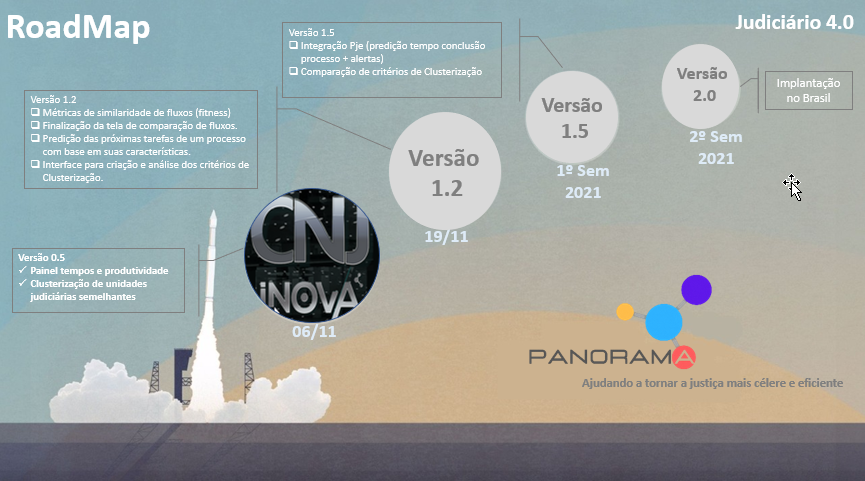 RoadMap
Judiciário 4.0
Versão 1.5
Integração Pje (predição tempo conclusão
processo + alertas)
Comparação de critérios de Clusterização
Versão 1.2
Métricas de similaridade de fluxos (fitness)
Finalização da tela de comparação de fluxos.
Predição das próximas tarefas de um processo
com base em suas características.
Interface para criação e análise dos critérios de
Clusterização.
Versão 0.5
Painel tempos e produtividade
Clusterização de unidades
judiciárias semelhantes
CNJ
iNOVA
06/11
Versão
1.2
19/11
Versão
1.5
1º Sem
2021
Versão
2.0
2º Sem
2021
Implantação
no Brasil
PANORAMA
Ajudando a tornar a justiça mais célere e eficiente